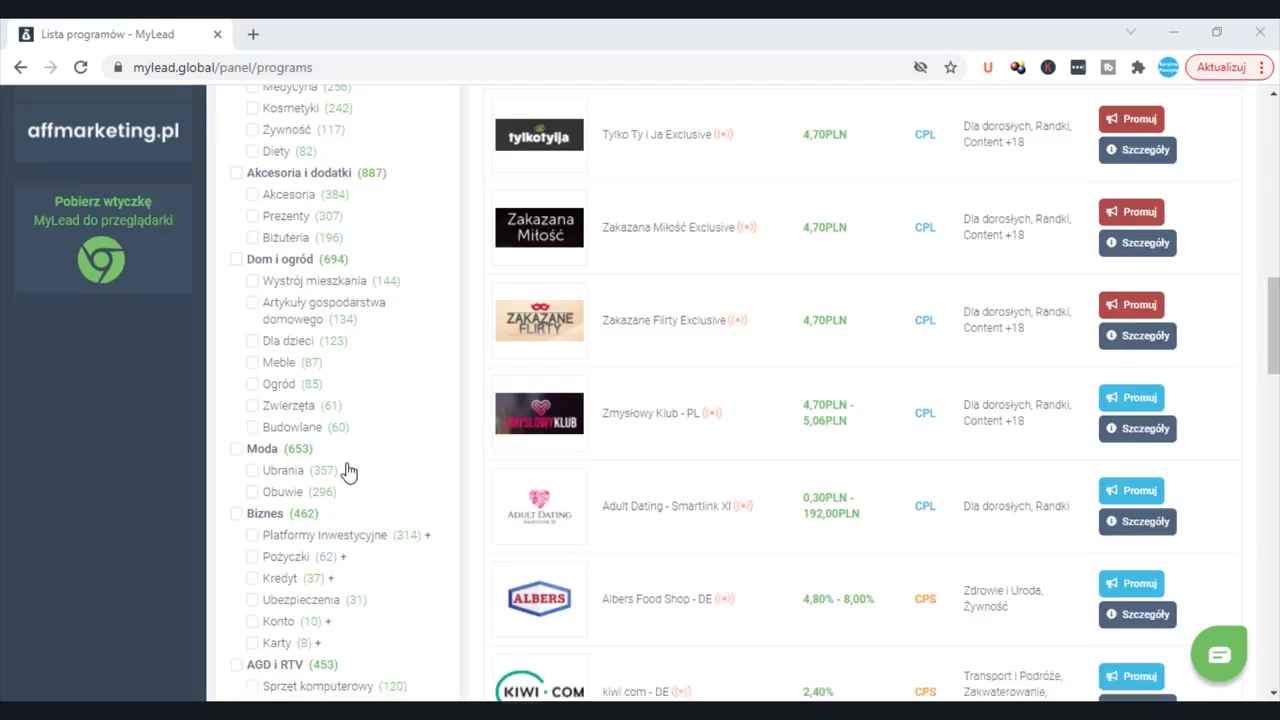 Lista programów - MyLead
mylead.global/panel/programs
Aktualizuj
affmarketing.pl
Pobierz wtyczkę
MyLead do przeglądarki
Medycyna (256)
Kosmetyki (242)
Żywność (117)
Diety (82)
Akcesoria i dodatki (887)
Akcesoria (384)
Prezenty (307)
Biżuteria (196)
Dom i ogród (694)
Wystrój mieszkania (144)
Artykuły gospodarstwa
domowego (134)
Dla dzieci (123)
Meble (87)
Ogród (85)
Zwierzęta (61)
Budowlane (60)
Moda (653)
Ubrania (357)
Obuwie (296)
Biznes (462)
Platformy Inwestycyjne (314) +
Pożyczki (62) +
Kredyt (37) +
Ubezpieczenia (31)
Konto (10) +
Karty (8) +
AGD i RTV (453)
Sprzęt komputerowy (120)
tylkotylja
Tylko Ty i Ja Exclusive
4,70PLN
CPL
Dla dorosłych, Randki,
Content +18
Promuj
Szczegóły
Zakazana
Miłość
Zakazana Miłość Exclusive
4,70PLN
CPL
Dla dorosłych, Randki,
Content +18
Promuj
Szczegóły
ZAKAZANE
FLIRTY
Zakazane Flirty Exclusive
4,70PLN
CPL
Dla dorosłych, Randki,
Content +18
Promuj
Szczegóły
ZMYSŁOWYKLUB
Zmysłowy Klub - PL
4,70PLN -
5,06PLN
CPL
Dla dorosłych, Randki,
Content +18
Promuj
Szczegóły
ADULT DATING
SMARTLINK XI
Adult Dating - Smartlink XI
0,30PLN -
192,00PLN
CPL
Dla dorosłych, Randki
Promuj
Szczegóły
ALBERS
Albers Food Shop - DE
4,80% - 8,00%
CPS
Zdrowie i Uroda,
Żywność
Promuj
Szczegóły
KIWI.COM
kiwi.com - DE
2,40%
CPS
Transport i Podróże,
Zakwaterowanie,
Promuj